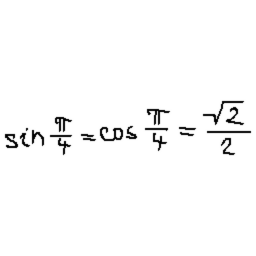 sin π/4 = cos π/4 = √2/2